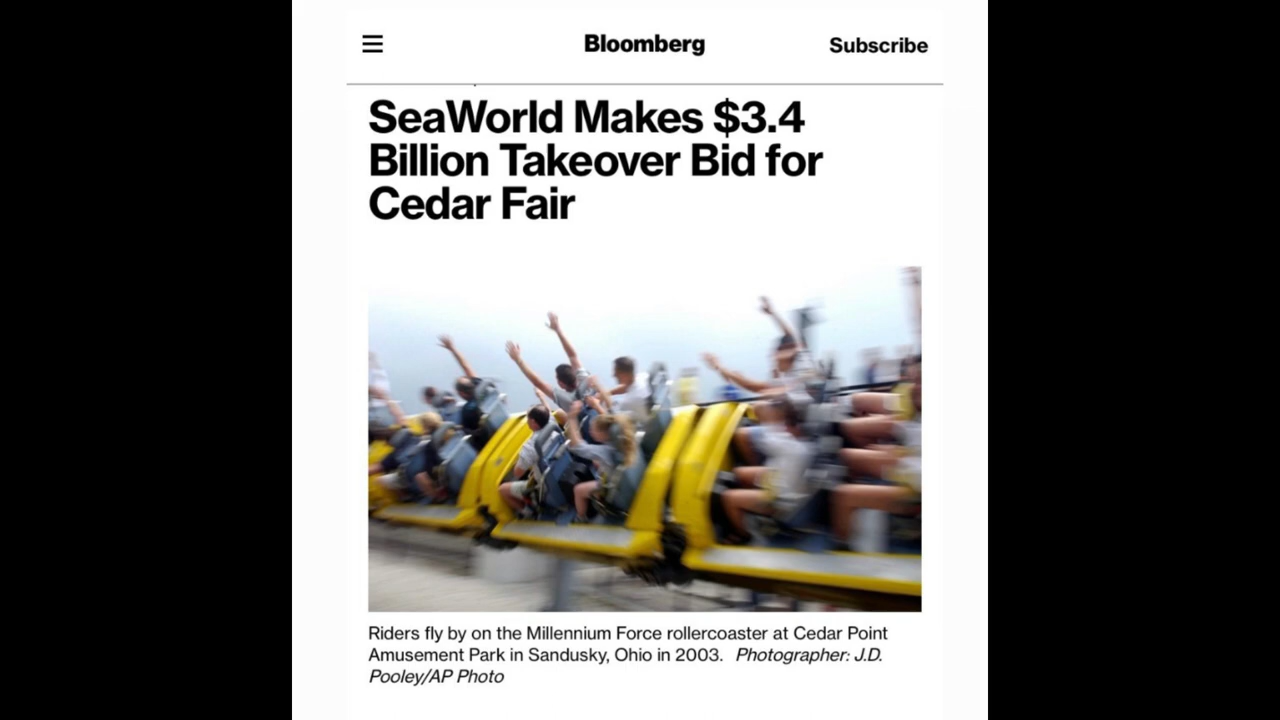 Bloomberg
Subscribe
SeaWorld Makes $3.4
Billion Takeover Bid for
Cedar Fair
Riders fly by on the Millennium Force rollercoaster at Cedar Point
Amusement Park in Sandusky, Ohio in 2003. Photographer: J.D.
Pooley/AP Photo